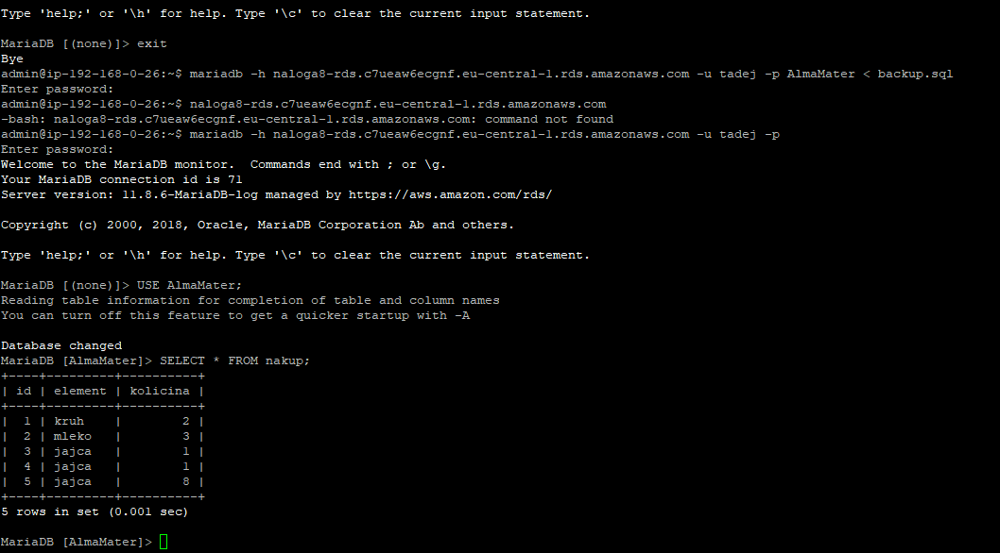 Type 'help;' or '\h' for help. Type '\c' to clear the current input statement.
MariaDB [(none)]> exit
Bye
admin@ip-192-168-0-26:~$ mariadb -h naloga8-rds.c7ueaw6ecgnf.eu-central-1.rds.amazonaws.com -u tadej -p AlmaMater < backup.sql
Enter password:
admin@ip-192-168-0-26:~$ naloga8-rds.c7ueaw6ecgnf.eu-central-1.rds.amazonaws.com
-bash: naloga8-rds.c7ueaw6ecgnf.eu-central-1.rds.amazonaws.com: command not found
admin@ip-192-168-0-26:~$ mariadb -h naloga8-rds.c7ueaw6ecgnf.eu-central-1.rds.amazonaws.com -u tadej -p
Enter password:
Welcome to the MariaDB monitor.  Commands end with ; or \g.
Your MariaDB connection id is 71
Server version: 11.8.6-MariaDB-log managed by https://aws.amazon.com/rds/
Copyright (c) 2000, 2018, Oracle, MariaDB Corporation Ab and others.
Type 'help;' or '\h' for help. Type '\c' to clear the current input statement.
MariaDB [(none)]> USE AlmaMater;
Reading table information for completion of table and column names
You can turn off this feature to get a quicker startup with -A
Database changed
MariaDB [AlmaMater]> SELECT * FROM nakup;
+----+---------+----------+
| id | element | kolicina |
+----+---------+----------+
|  1 | kruh    |        2 |
|  2 | mleko   |        3 |
|  3 | jajca   |        1 |
|  4 | jajca   |        1 |
|  5 | jajca   |        8 |
+----+---------+----------+
5 rows in set (0.001 sec)
MariaDB [AlmaMater]>